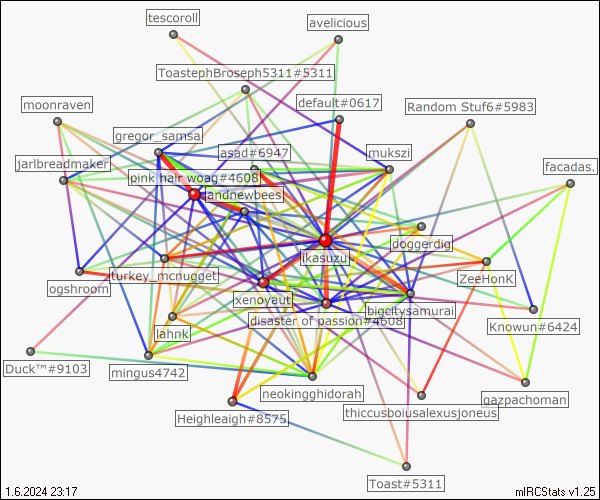 tescoroll
avelicious
ToastephBroseph5311#5311
moonraven
default#0617
Random Stuf6#5983
gregor_samsa
jarlbreadmaker
asad#6947
mukszi
facadas.
pink hair woag#4608
andnewbees
doggerdig
likasuzu
turkey_mcnugget
ZeeHonK
ogshroom
xenovaut
bigcitysamurai
disaster of passion#4608
Knowun#6424
lahnk
Duck™#9103
mingus4742
neokingghidorah
gazpachoman
thiccusboiusalexusjoneus
Heighleaigh#8575
Toast#5311
1.6.2024 23:17
mIRCStats v1.25